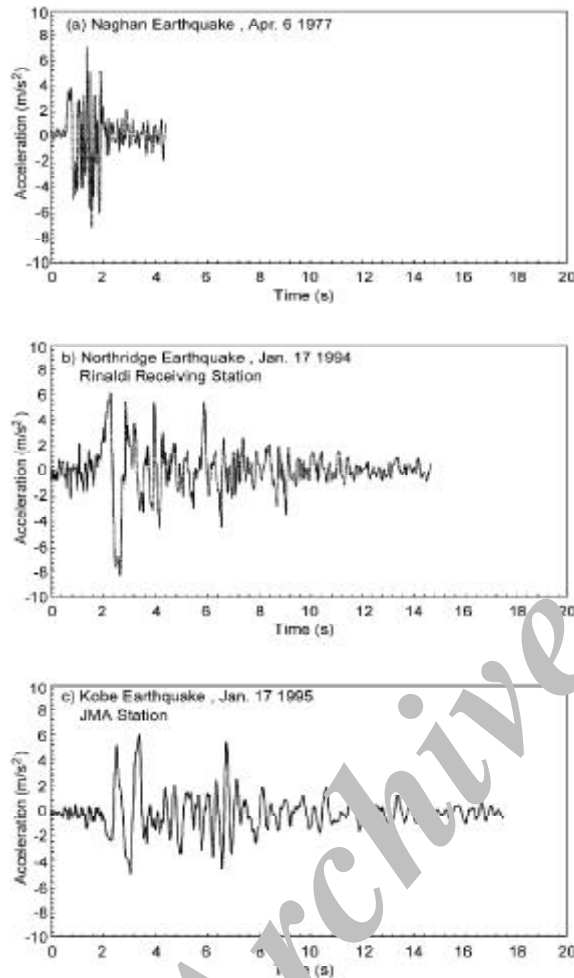 (a) Naghan Earthquake , Apr. 6 1977
10
8
6
4
2
0
-2
-4
-6
-8
-10
Acceleration (m/s²)
0 2 4 6 8 10 12 14 16 18 20
Time (s)
b) Northridge Earthquake , Jan. 17 1994
Rinaldi Receiving Station
10
8
6
4
2
0
-2
-4
-6
-8
-10
Acceleration (m/s²)
0 2 4 6 8 10 12 14 16 18 20
Time (s)
c) Kobe Earthquake , Jan. 17 1995
JMA Station
10
8
6
4
2
0
-2
-4
-6
-8
-10
Acceleration (m/s²)
0 2 4 6 8 10 12 14 16 18 20
Time (s)
Archive